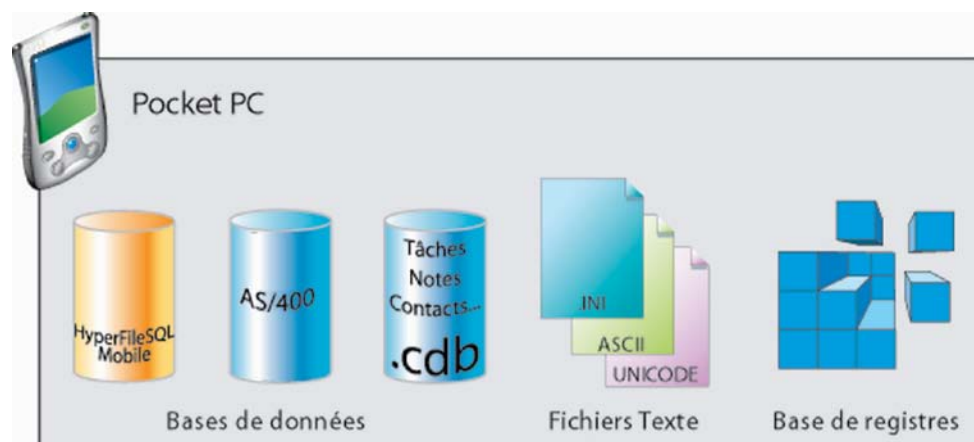 Pocket PC
HyperFileSQL
Mobile
AS/400
Tâches
Notes
Contacts...
.cdb
.INI
ASCII
UNICODE
Bases de données
Fichiers Texte
Base de registres